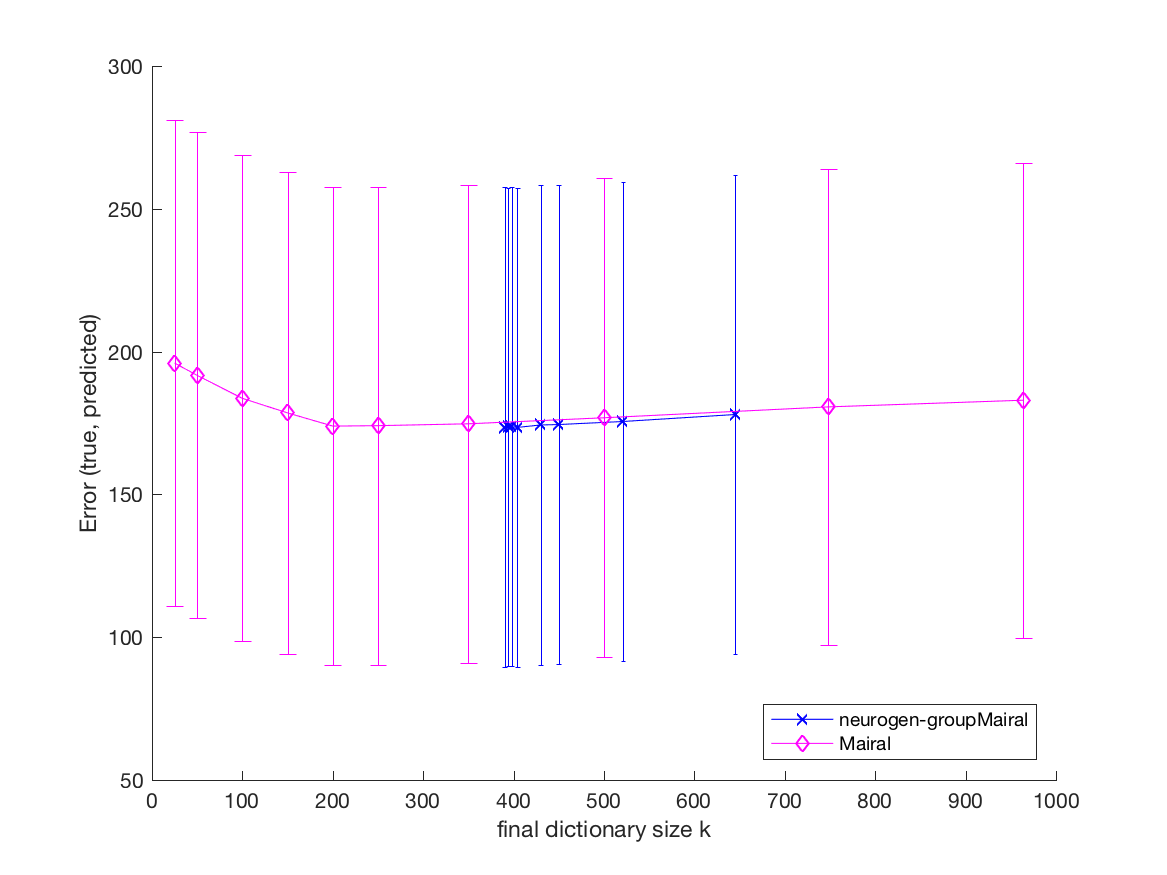 300
250
200
150
100
50
Error (true, predicted)
0 100 200 300 400 500 600 700 800 900 1000
final dictionary size k
neurogen-groupMairal
Mairal